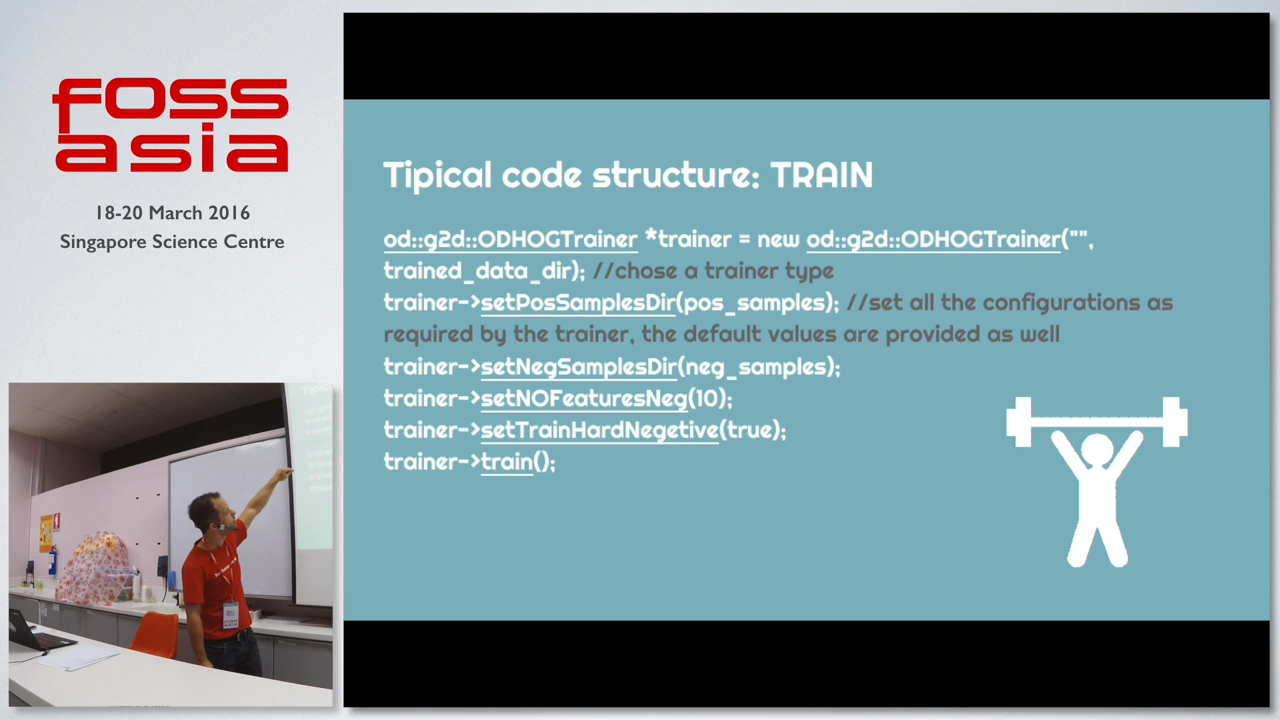 foss
asia
18-20 March 2016
Singapore Science Centre
Tipical code structure: TRAIN
od::g2d::ODHOGTrainer *trainer = new od::g2d::ODHOGTrainer("",
trained_data_dir); //chose a trainer type
trainer->setPosSamplesDir(pos_samples); //set all the configurations as
required by the trainer, the default values are provided as well
trainer->setNegSamplesDir(neg_samples);
trainer->setNOFeaturesNeg(10);
trainer->setTrainHardNegetive(true);
trainer->train();